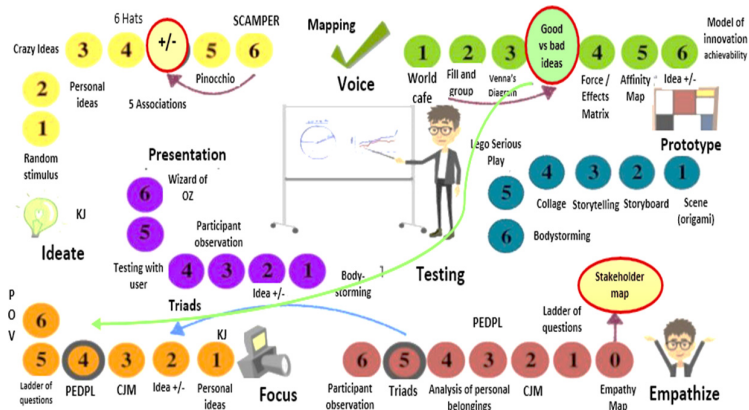 6 Hats
SCAMPER
Crazy Ideas
3
4
+/-
5
6
Pinocchio
2
Personal
ideas
5 Associations
1
Random
stimulus
KJ
Ideate
Mapping
Voice
1
2
3
Good
vs bad
ideas
4
5
6
Model of
innovation
achievability
World
cafe
Fill and
group
Venna's
Diagram
Force /
Effects
Matrix
Affinity
Map
Idea +/-
Prototype
Presentation
6
Wizard of
OZ
5
Participant
observation
Testing with
user
4
3
2
1
Idea +/-
Body-
storming
Triads
Testing
Lego Serious
Play
5
4
3
2
1
Collage
Storytelling
Storyboard
Scene
(origami)
6
Bodystorming
P
O
V
6
5
4
3
2
1
KJ
Ladder of
questions
PEDPL
CJM
Idea +/-
Personal
ideas
Focus
Stakeholder
map
PEDPL
Ladder of
questions
6
5
4
3
2
1
0
Participant
observation
Triads
Analysis of personal
belongings
CJM
Empathy
Map
Empathize